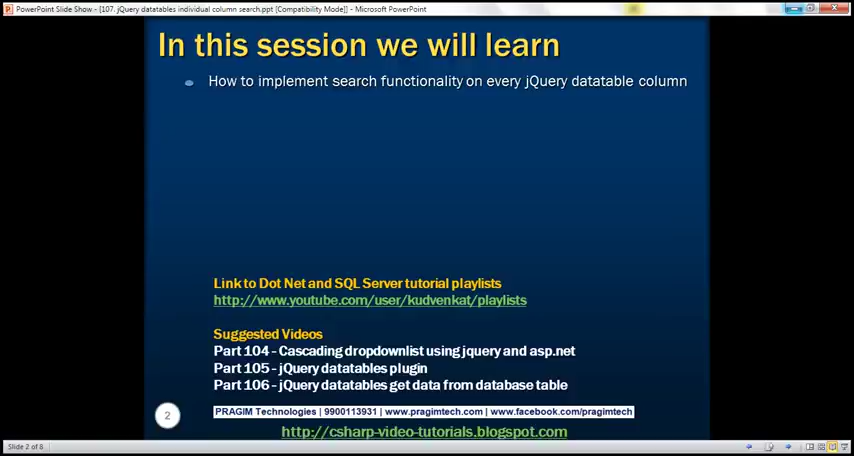 PowerPoint Slide Show - [107. jQuery datatables individual column search.ppt [Compatibility Mode]] - Microsoft PowerPoint
In this session we will learn
How to implement search functionality on every jQuery datatable column
Link to Dot Net and SQL Server tutorial playlists
http://www.youtube.com/user/kudvenkat/playlists
Suggested Videos
Part 104 - Cascading dropdownlist using jquery and asp.net
Part 105 - jQuery datatables plugin
Part 106 - jQuery datatables get data from database table
2
PRAGIM Technologies | 9900113931 | www.pragimtech.com | www.facebook.com/pragimtech
http://csharp-video-tutorials.blogspot.com
Slide 2 of 8